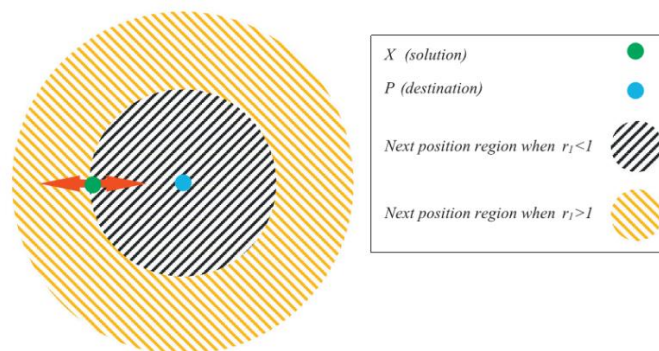 X (solution)
P (destination)
Next position region when r₁<1
Next position region when r₁>1